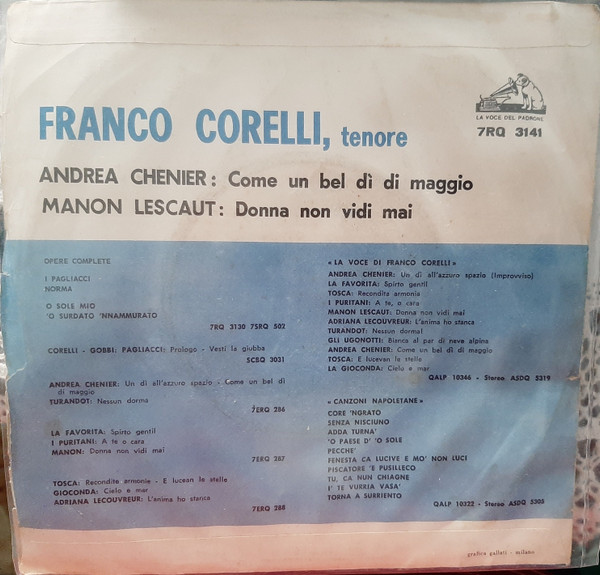 LA VOCE DEL PADRONE
7RQ 3141
FRANCO CORELLI, tenore
ANDREA CHENIER: Come un bel dì di maggio
MANON LESCAUT: Donna non vidi mai
OPERE COMPLETE
I PAGLIACCI
NORMA
O SOLE MIO
'O SURDATO 'NNAMMURATO
7RQ 3130 7SRQ 502
CORELLI - GOBBI: PAGLIACCI: Prologo - Vesti la giubba
SCBQ 3031
ANDREA CHENIER: Un dì all'azzuro spazio - Come un bel dì
di maggio
TURANDOT: Nessun dorma
7ERQ 286
LA FAVORITA: Spirto gentil
I PURITANI: A te o cara
MANON: Donna non vidi mai
7ERQ 287
TOSCA: Recondita armonia - E lucean le stelle
GIOCONDA: Cielo e mar
ADRIANA LECOUVREUR: L'anima ho stanca
7ERQ 288
« LA VOCE DI FRANCO CORELLI »
ANDREA CHENIER: Un dì all'azzuro spazio (Improvviso)
LA FAVORITA: Spirto gentil
TOSCA: Recondita armonia
I PURITANI: A te, o cara
MANON LESCAUT: Donna non vidi mai
ADRIANA LECOUVREUR: L'anima ho stanca
TURANDOT: Nessun dorma!
GLI UGONOTTI: Bianca al par di neve alpina
ANDREA CHENIER: Come un bel dì di maggio
TOSCA: E lucevan le stelle
LA GIOCONDA: Cielo e mar
QALP 10346 - Stereo ASDQ 5319
« CANZONI NAPOLETANE »
CORE 'NGRATO
SENZA NISCIUNO
ADDA TURNA'
'O PAESE D' 'O SOLE
PECCHE'
FENESTA CA LUCIVE E MO' NON LUCI
PISCATORE 'E PUSILLECO
TU, CA NUN CHIAGNE
I' TE VURRIA VASA'
TORNA A SURRIENTO
QALP 10322 - Stereo ASDQ 5305
grafica gallati - milano